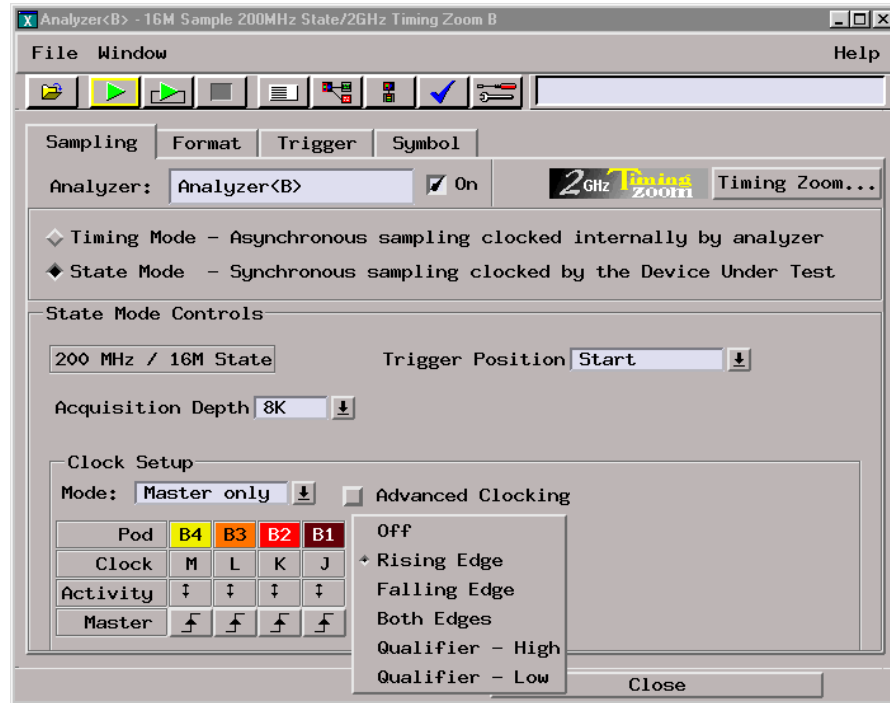 X Analyzer<B> - 16M Sample 200MHz State/2GHz Timing Zoom B
File Window Help
Sampling Format Trigger Symbol
Analyzer: Analyzer<B> On 2 GHz Timing zoom Timing Zoom...
Timing Mode - Asynchronous sampling clocked internally by analyzer
State Mode - Synchronous sampling clocked by the Device Under Test
State Mode Controls
200 MHz / 16M State Trigger Position Start
Acquisition Depth 8K
Clock Setup
Mode: Master only Advanced Clocking
Pod B4 B3 B2 B1
Clock M L K J
Activity
Master
Off
Rising Edge
Falling Edge
Both Edges
Qualifier - High
Qualifier - Low
Close